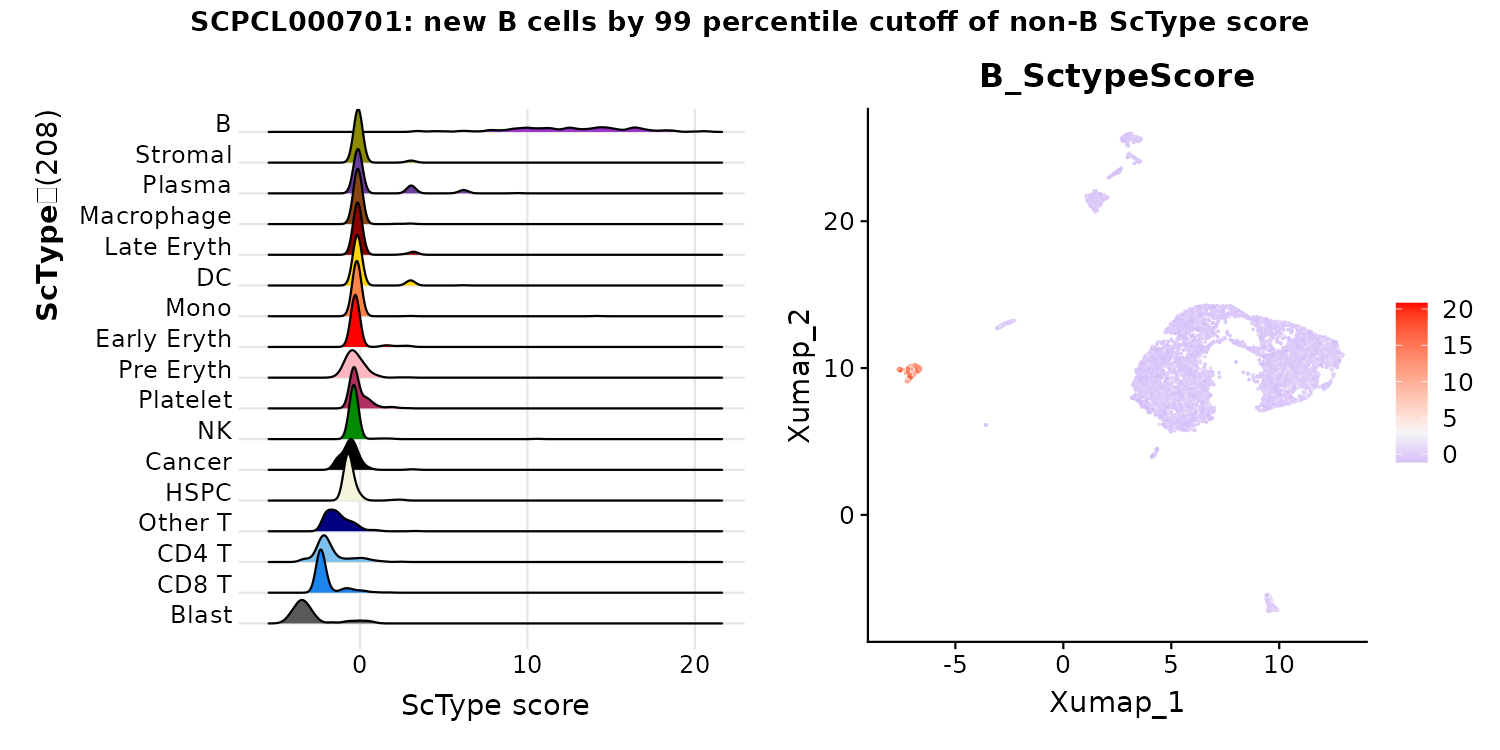 SCPCL000701: new B cells by 99 percentile cutoff of non-B ScType score
ScType□(208)
B
Stromal
Plasma
Macrophage
Late Eryth
DC
Mono
Early Eryth
Pre Eryth
Platelet
NK
Cancer
HSPC
Other T
CD4 T
CD8 T
Blast
0 10 20
ScType score
B_SctypeScore
Xumap_2
20
10
0
-5 0 5 10
Xumap_1
20
15
10
5
0